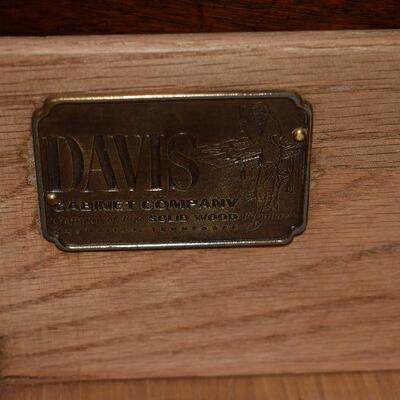 DAVIS
CABINET COMPANY
SOLID WOOD
TENNESSEE